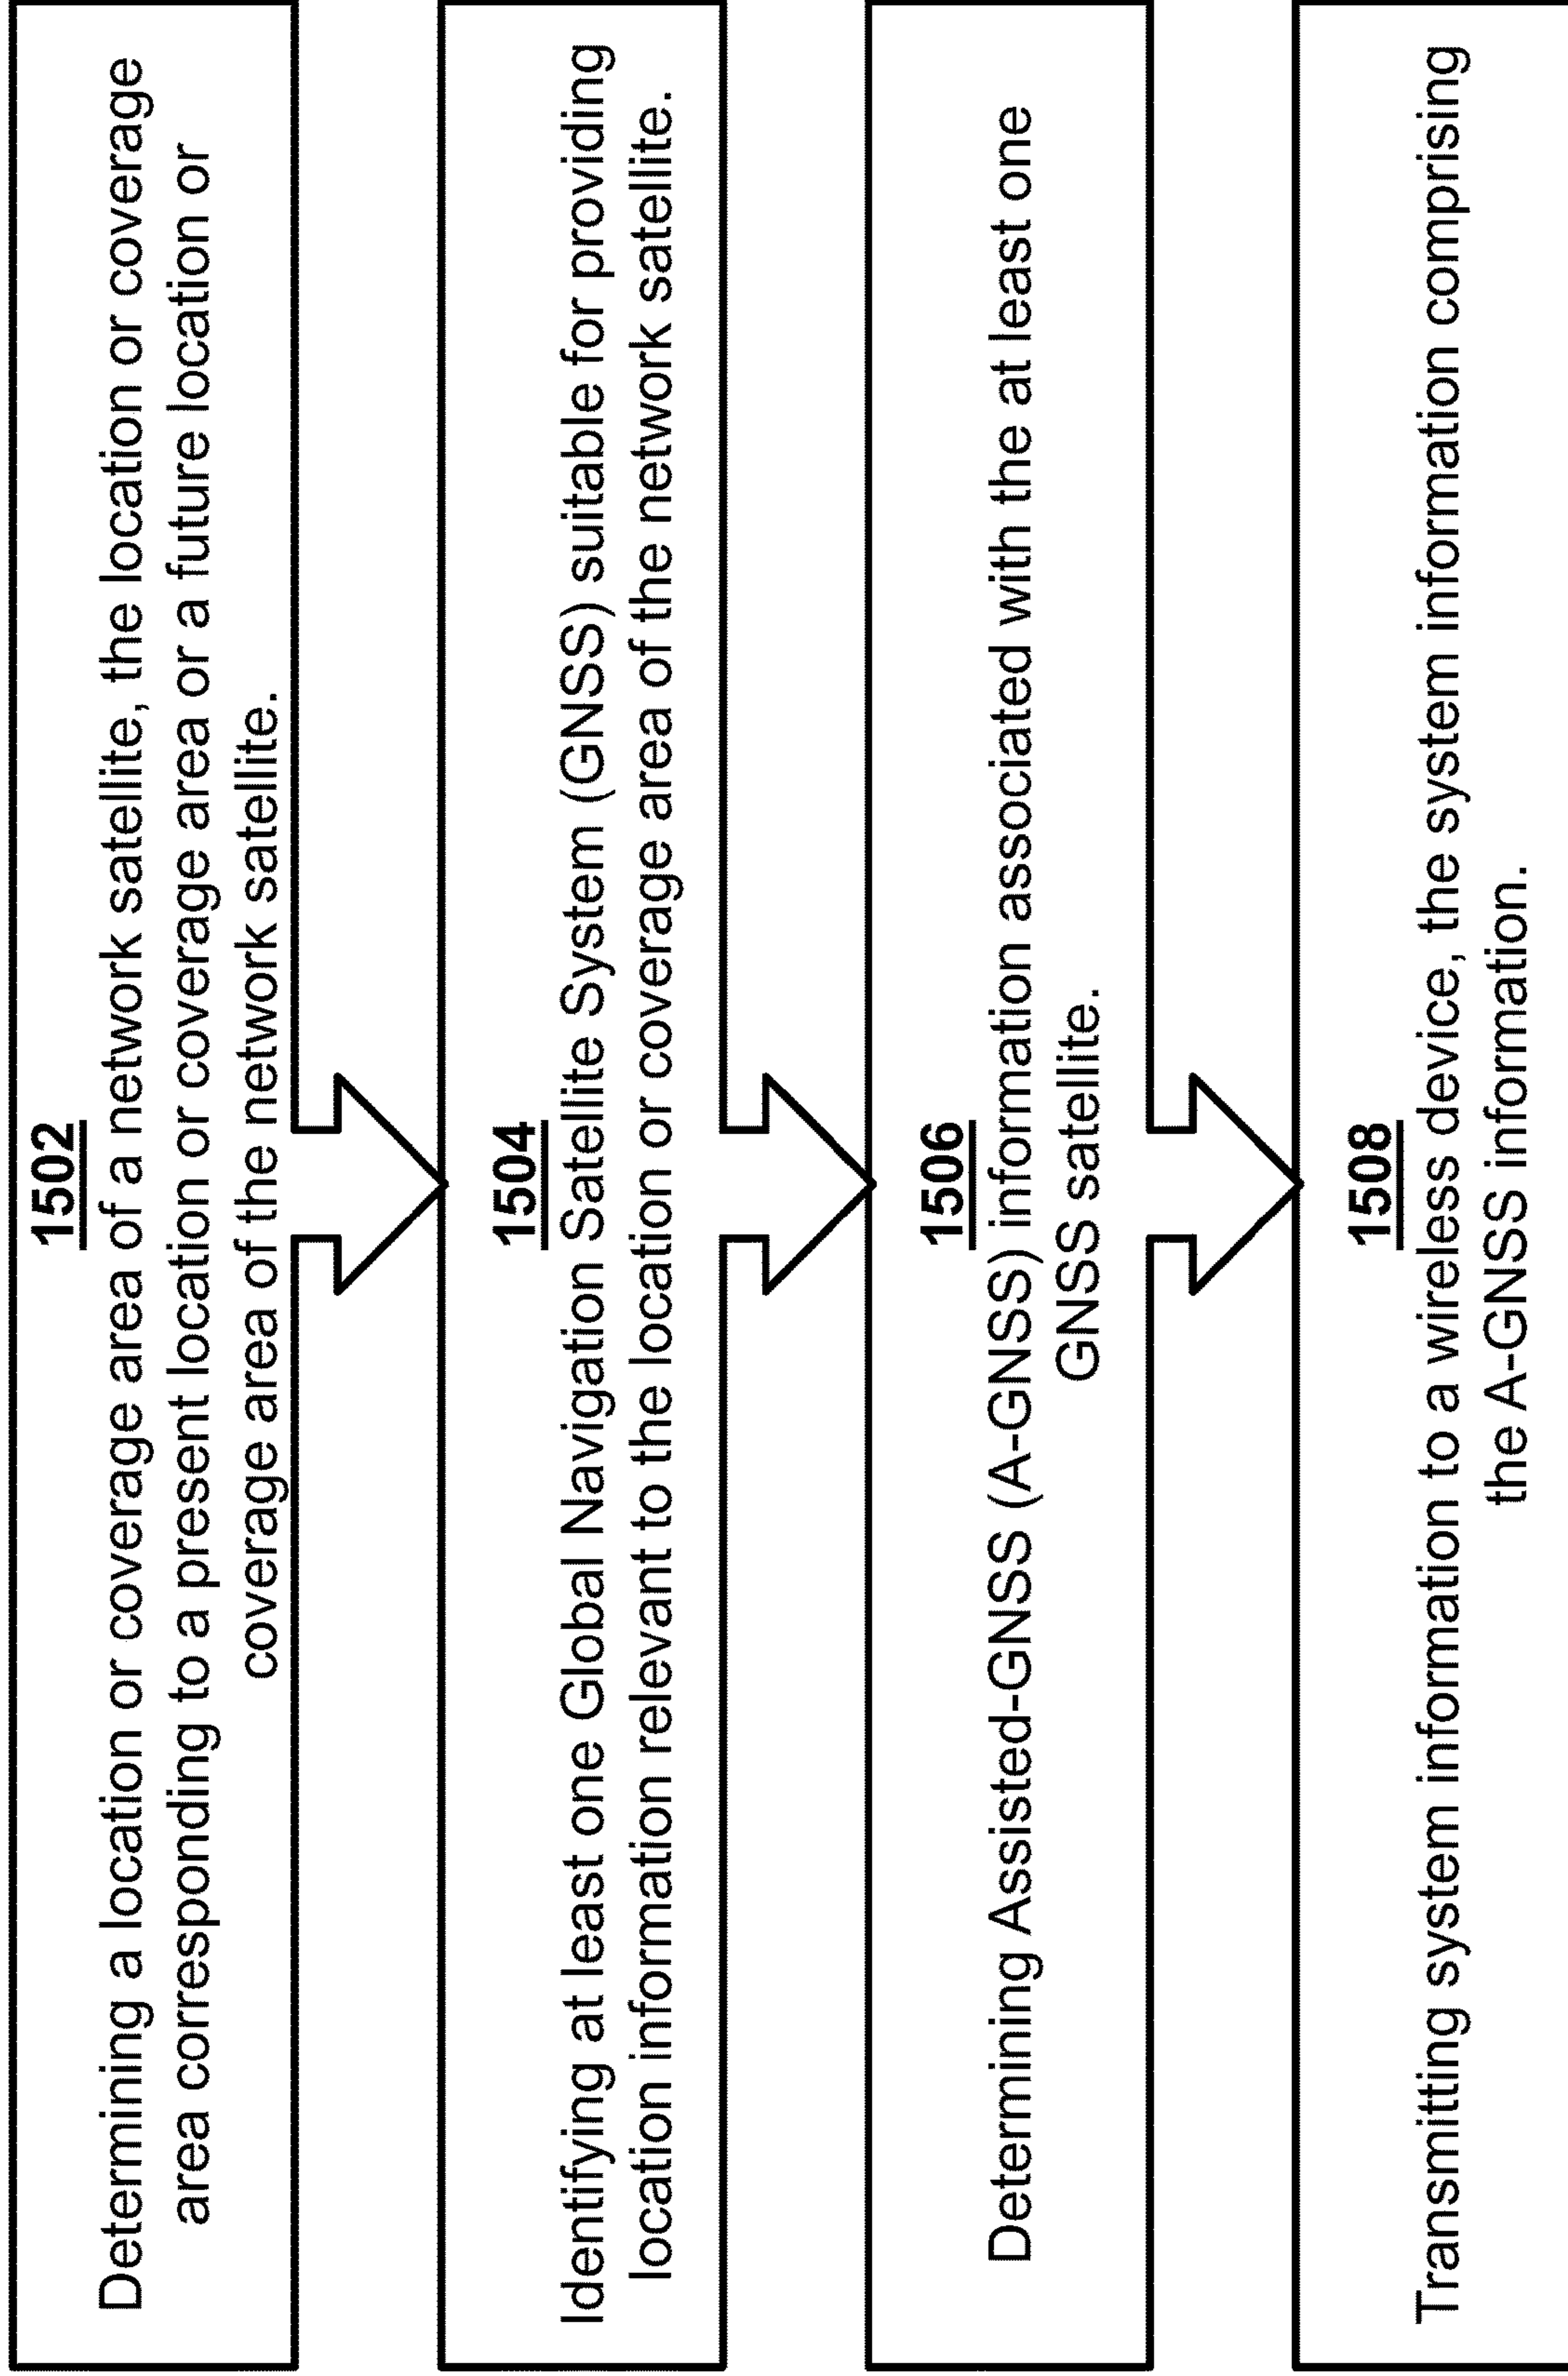 1502
Determining a location or coverage area of a network satellite, the location or coverage
area corresponding to a present location or coverage area or a future location or
coverage area of the network satellite.
1504
Identifying at least one Global Navigation Satellite System (GNSS) suitable for providing
location information relevant to the location or coverage area of the network satellite.
1506
Determining Assisted-GNSS (A-GNSS) information associated with the at least one
GNSS satellite.
1508
Transmitting system information to a wireless device, the system information comprising
the A-GNSS information.